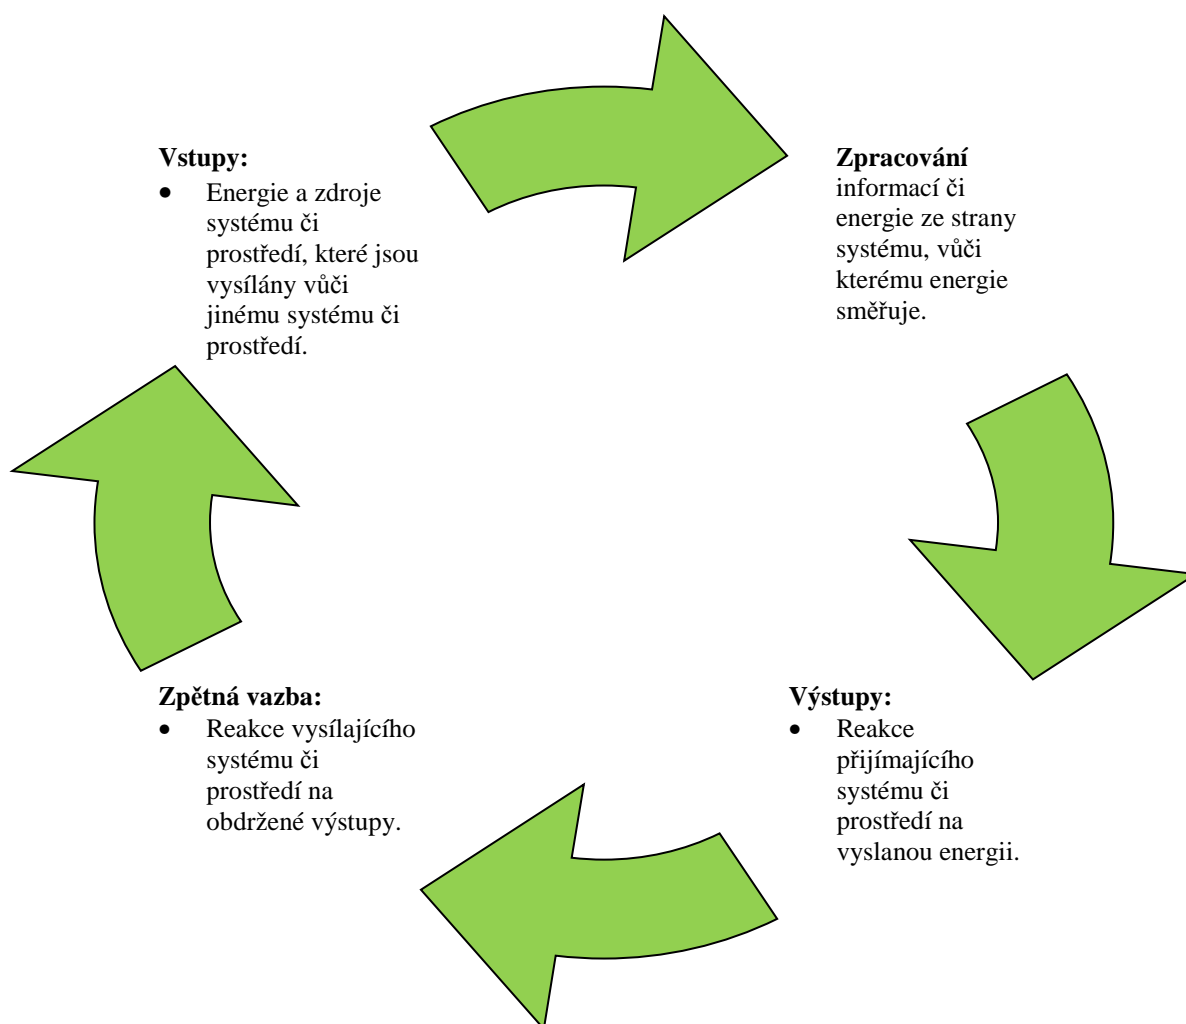 Vstupy:
• Energie a zdroje
systému či
prostředí, které jsou
vysílány vůči
jinému systému či
prostředí.
Zpracování
informací či
energie ze strany
systému, vůči
kterému energie
směřuje.
Výstupy:
• Reakce
přijímajícího
systému či
prostředí na
vyslanou energii.
Zpětná vazba:
• Reakce vysílajícího
systému či
prostředí na
obdržené výstupy.